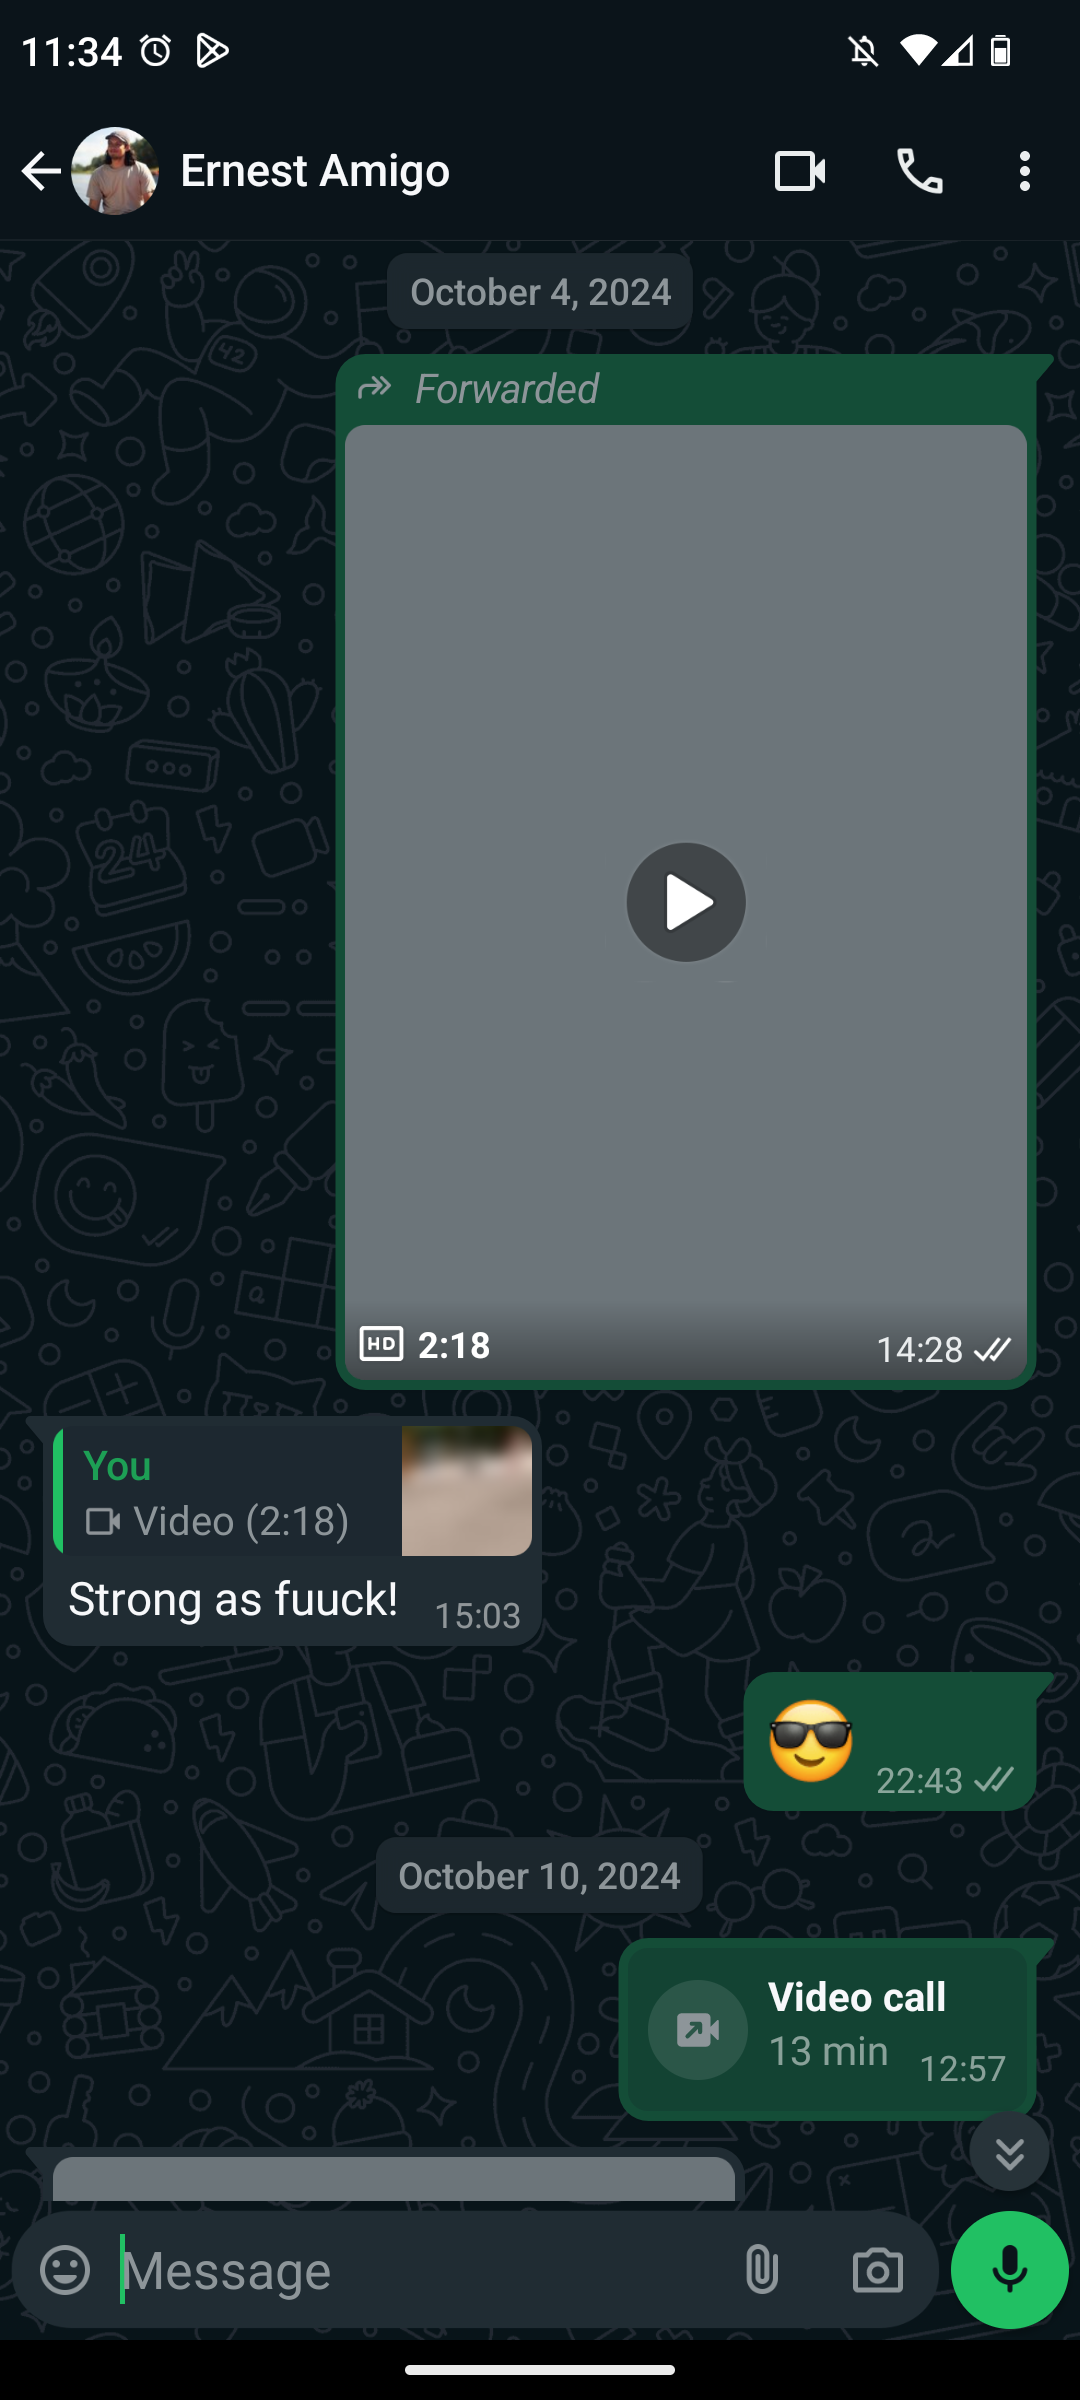 11:34
Ernest Amigo
October 4, 2024
Forwarded
HD 2:18
14:28
You
Video (2:18)
Strong as fuuck!
15:03
😎
22:43
October 10, 2024
Video call
13 min
12:57
Message